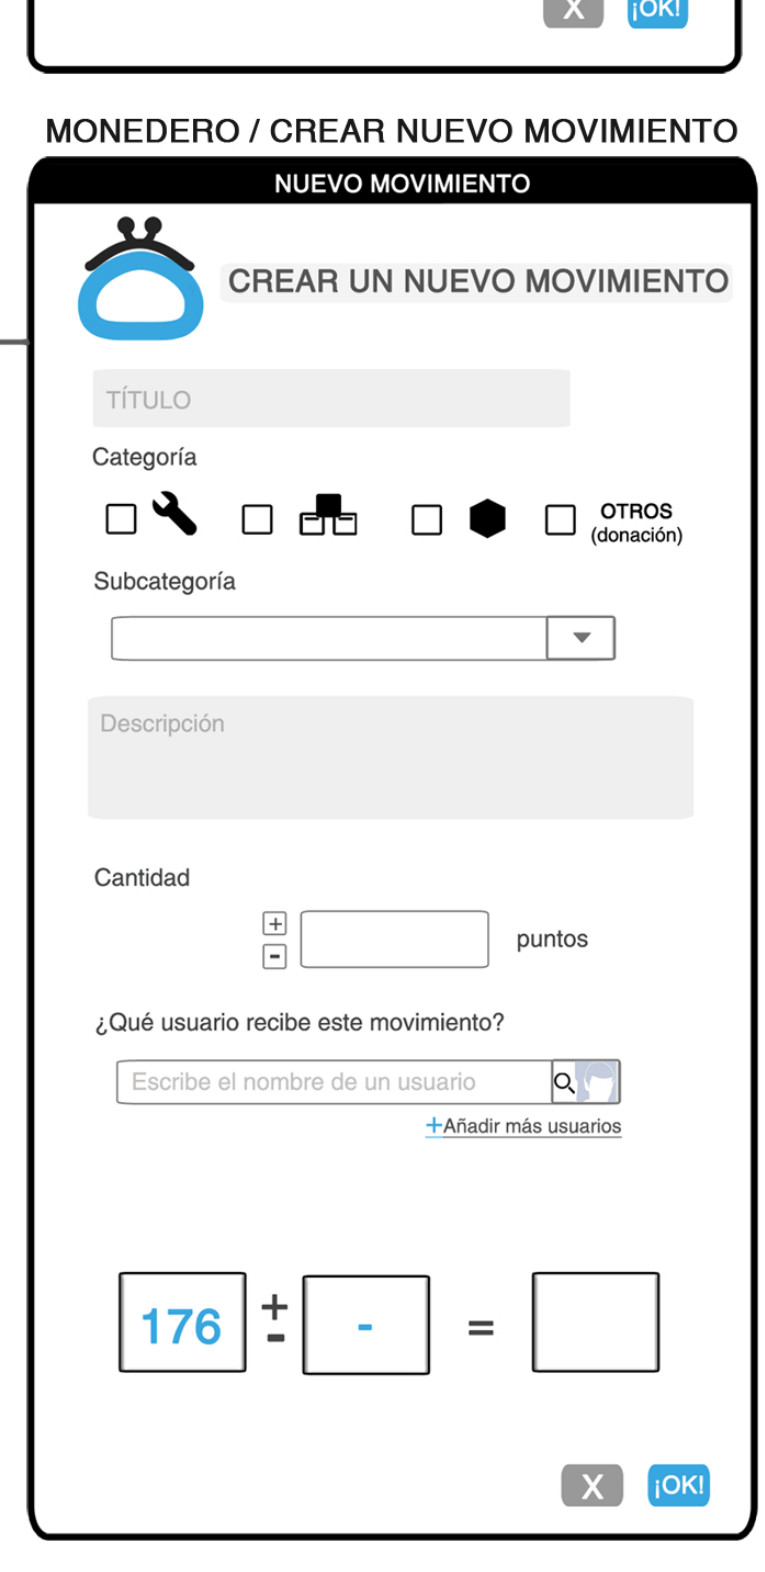 X ¡OK!
MONEDERO / CREAR NUEVO MOVIMIENTO
NUEVO MOVIMIENTO
CREAR UN NUEVO MOVIMIENTO
TÍTULO
Categoría
OTROS
(donación)
Subcategoría
Descripción
Cantidad
+
-
puntos
¿Qué usuario recibe este movimiento?
Escribe el nombre de un usuario
+Añadir más usuarios
176 ± - =
X ¡OK!